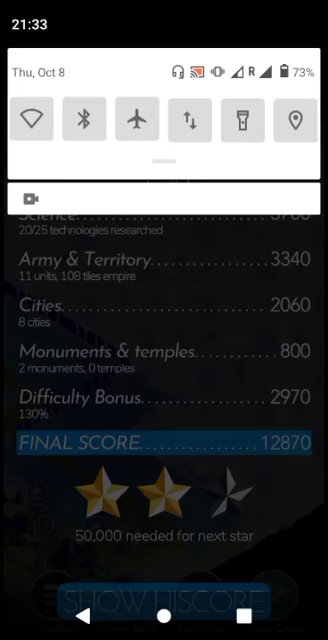 21:33
Thu, Oct 8
R
73%
Science
20/25 technologies researched
Army & Territory 3340
11 units, 108 tiles empire
Cities 2060
8 cities
Monuments & temples 800
2 monuments, 0 temples
Difficulty Bonus 2970
130%
FINAL SCORE 12870
50,000 needed for next star
SHOW HISCORE